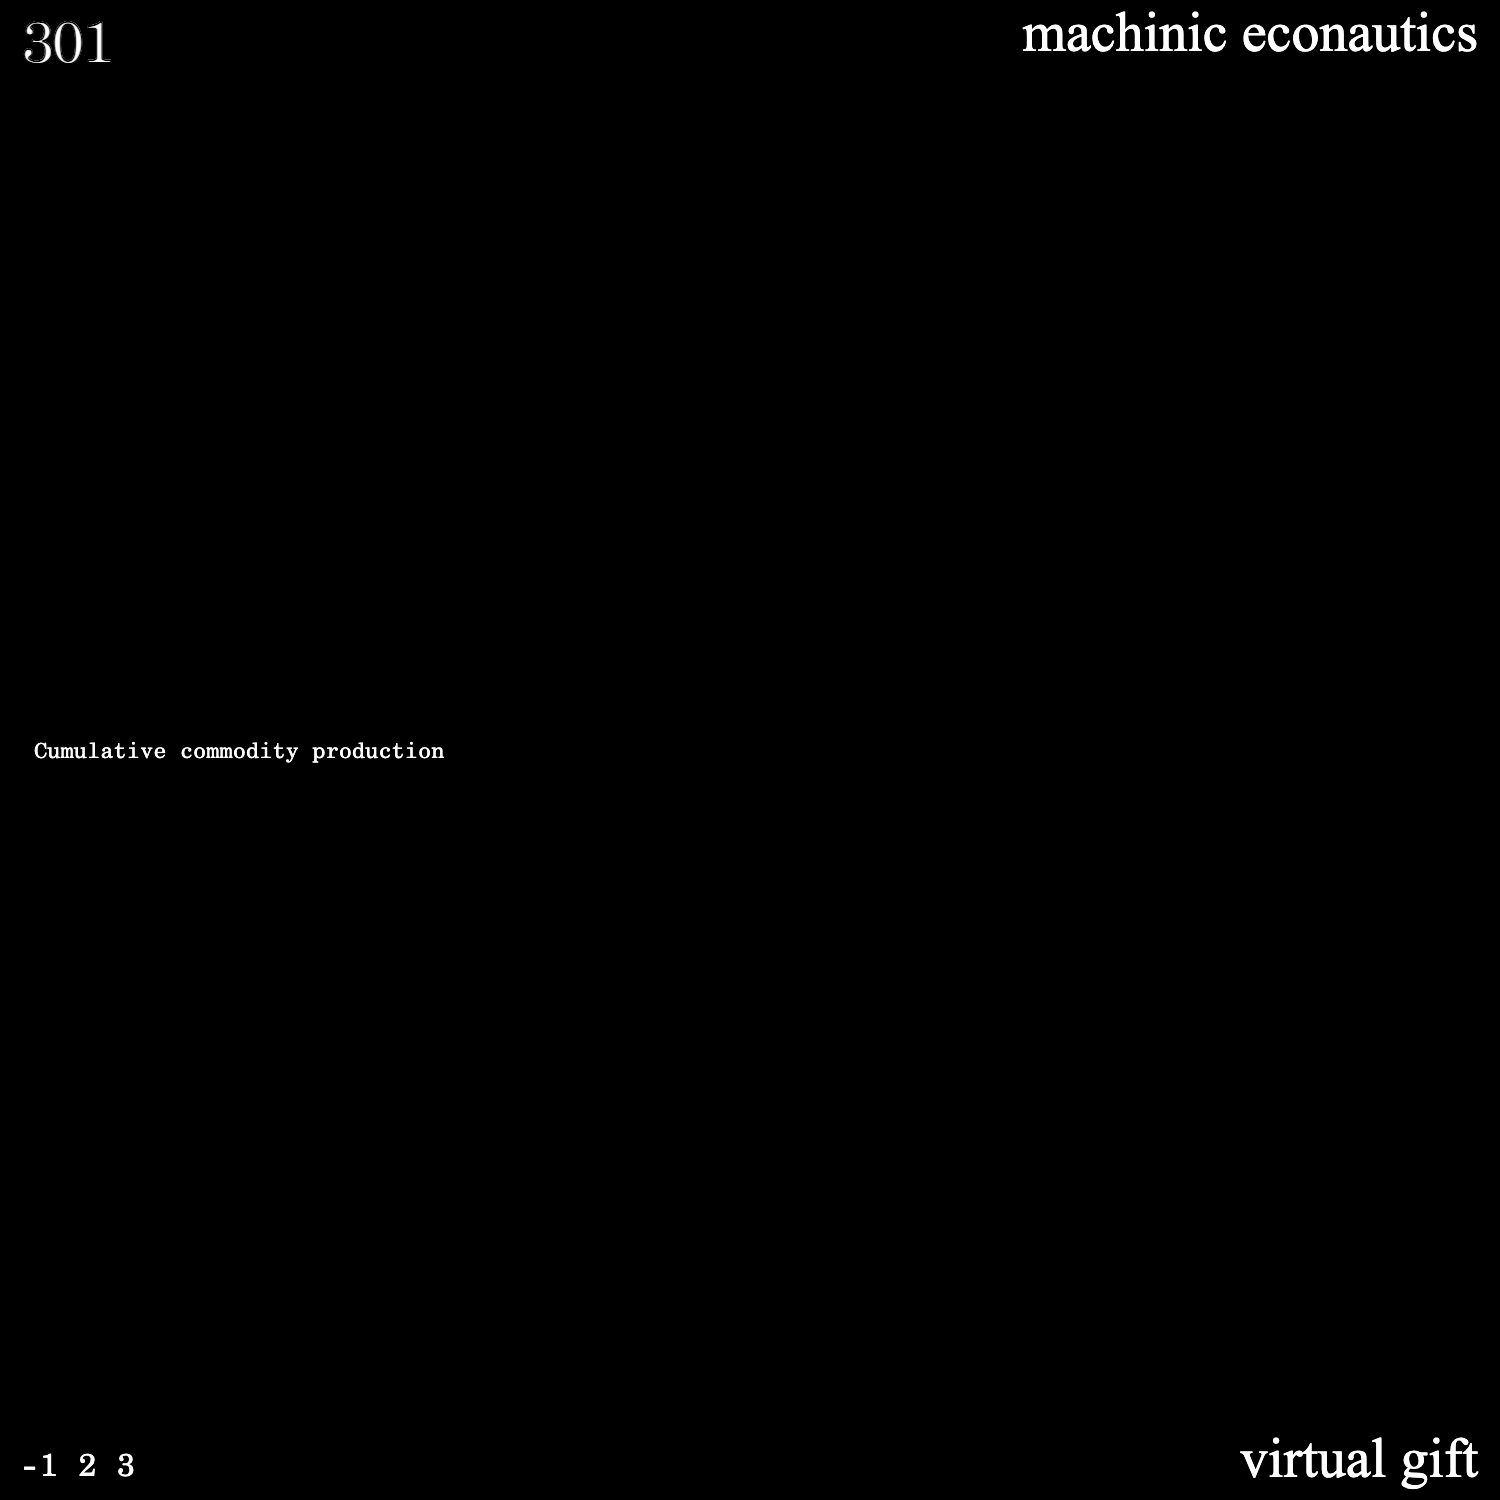 301
machinic econautics
Cumulative commodity production
-1 2 3
virtual gift